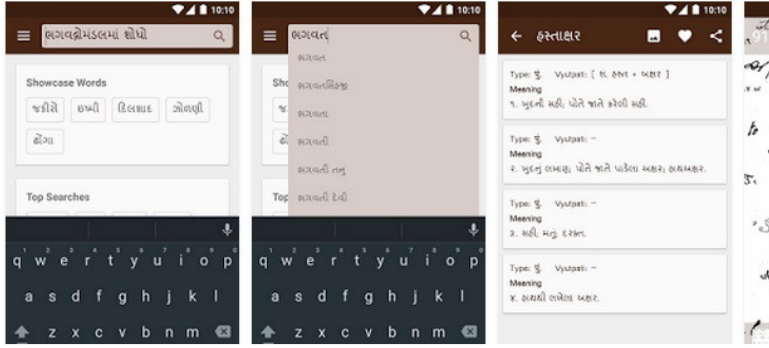 10:10
ભગવદ્ગોમંડલમાં શોધો
Showcase Words
જકીરો ઇષ્મી દિલશાદ ઝોળણી
ઢોંગા
Top Searches
q w e r t y u i o p
a s d f g h j k l
z x c v b n m
10:10
ભગવત
ભગવત
ભગવતસિંહજી
ભગવતા
ભગવતી
ભગવતી તનુ
ભગવતી દેવી
q w e r t y u i o p
a s d f g h j k l
z x c v b n m
10:10
હસ્તાક્ષર
Type: પું. Vyutpati: [ સં. હસ્ત + અક્ષર ]
Meaning
૧. ખુદની સહી; પોતે જાતે કરેલી સહી.
Type: પું. Vyutpati: –
Meaning
૨. ખુદનું લખાણ; પોતે જાતે પાડેલા અક્ષર; હાથઅક્ષર.
Type: પું. Vyutpati: –
Meaning
૩. સહી; મતું; દસ્કત.
Type: પું. Vyutpati: –
Meaning
૪. હાથથી લખેલા અક્ષર.